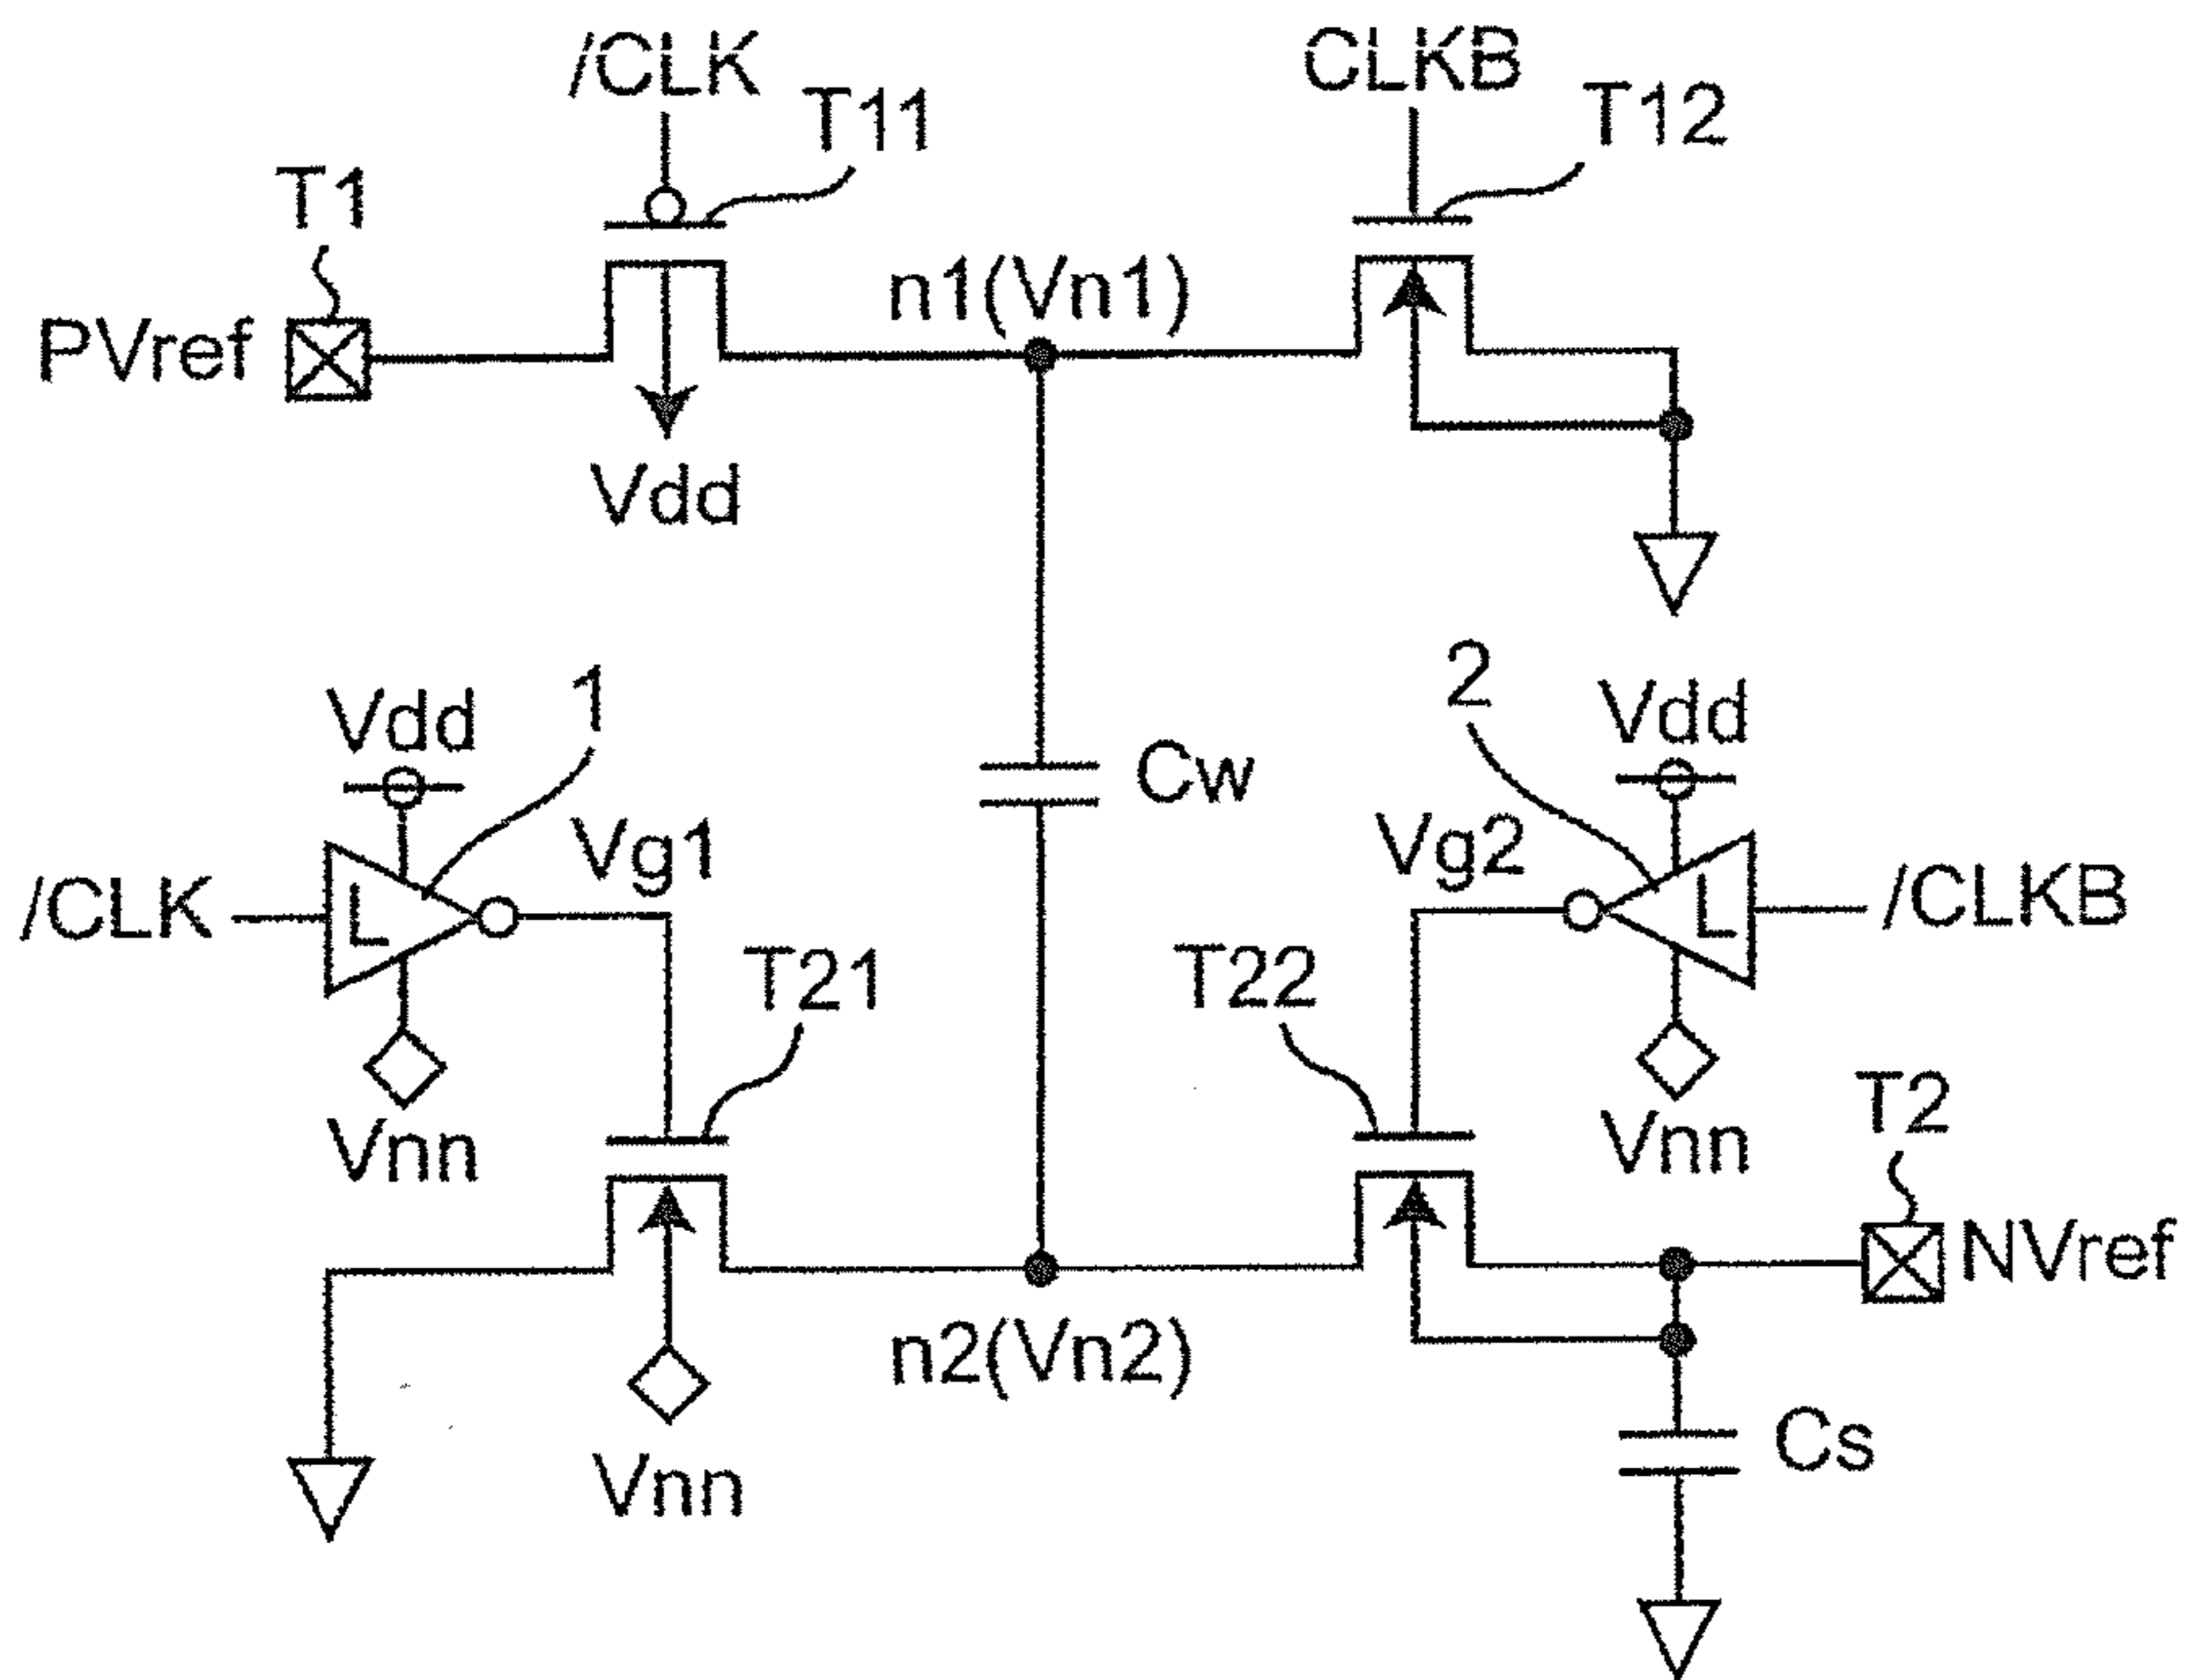 /CLK
CLKB
T11
T12
T1
n1(Vn1)
PVref
Vdd
1
2
Vdd
Vdd
Cw
Vg1
Vg2
/CLK
L
L
/CLKB
T21
T22
Vnn
Vnn
T2
NVref
n2(Vn2)
Vnn
Cs